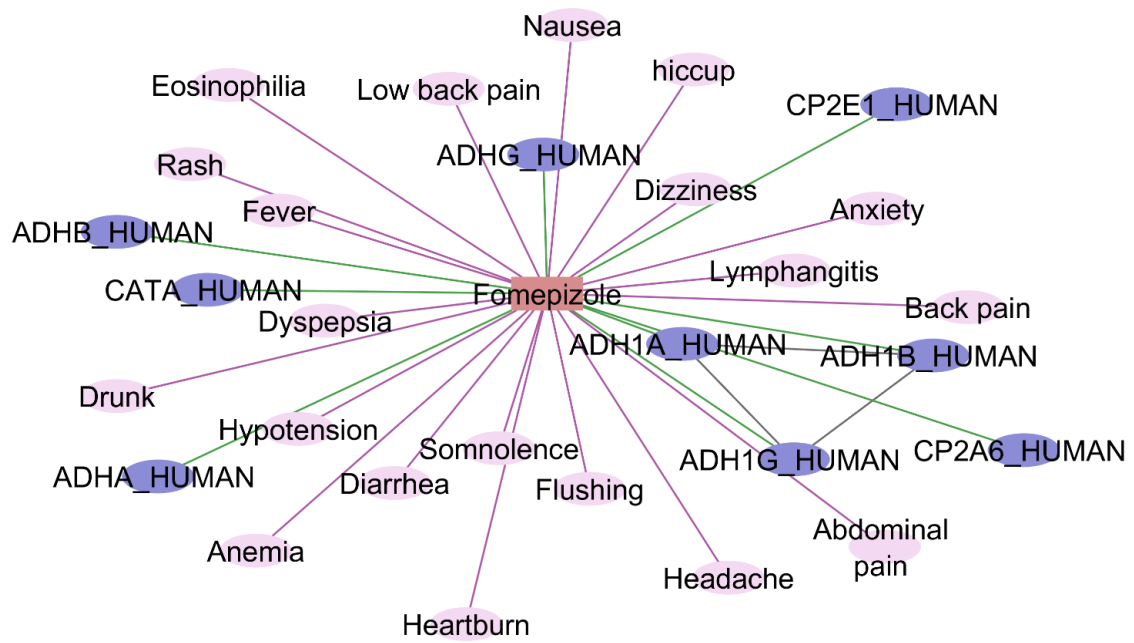 Nausea
hiccup
Eosinophilia
Low back pain
CP2E1_HUMAN
ADHG_HUMAN
Rash
Dizziness
Fever
Anxiety
ADHB_HUMAN
Lymphangitis
CATA_HUMAN
Fomepizole
Back pain
Dyspepsia
ADH1A_HUMAN
ADH1B_HUMAN
Drunk
Hypotension
Somnolence
ADH1G_HUMAN
CP2A6_HUMAN
ADHA_HUMAN
Diarrhea
Flushing
Abdominal
pain
Anemia
Headache
Heartburn